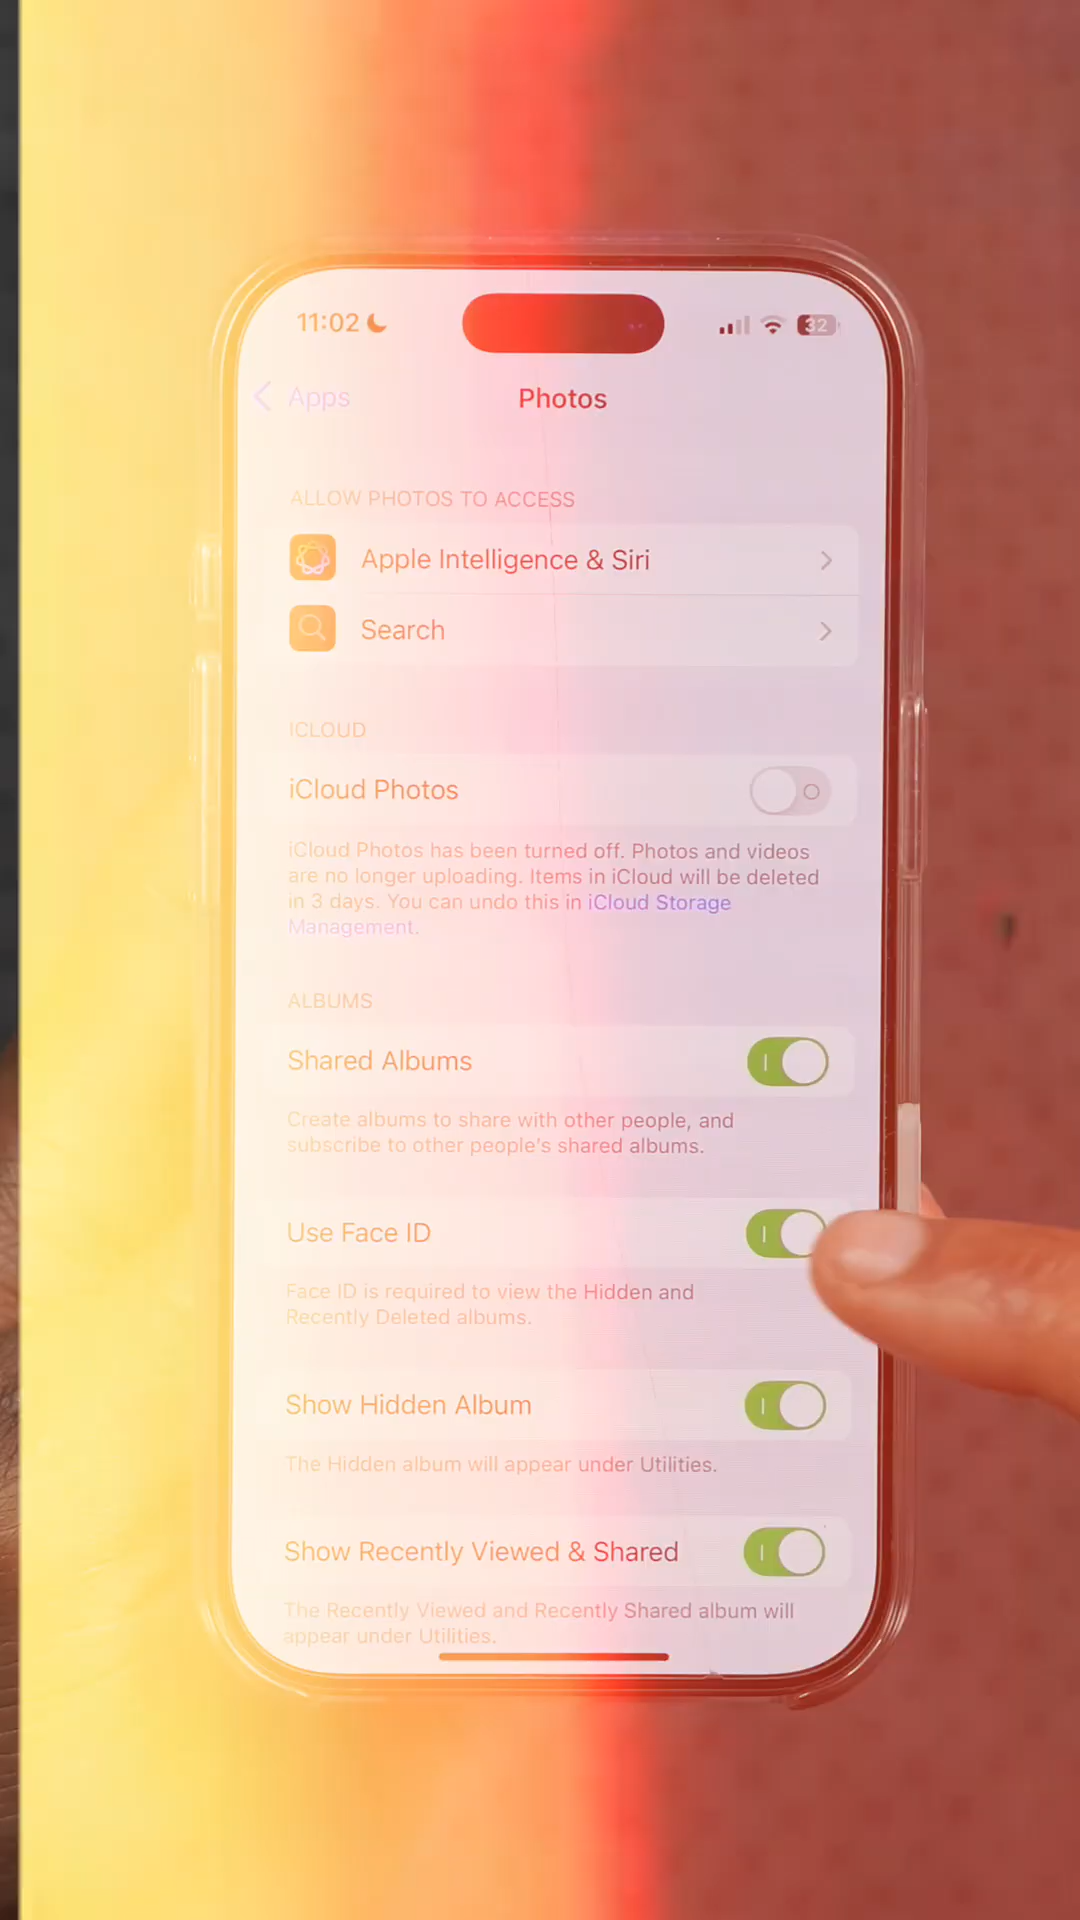 11:02
32
Apps
Photos
ALLOW PHOTOS TO ACCESS
Apple Intelligence & Siri
Search
ICLOUD
iCloud Photos
iCloud Photos has been turned off. Photos and videos
are no longer uploading. Items in iCloud will be deleted
in 3 days. You can undo this in iCloud Storage
Management.
ALBUMS
Shared Albums
Create albums to share with other people, and
subscribe to other people's shared albums.
Use Face ID
Face ID is required to view the Hidden and
Recently Deleted albums.
Show Hidden Album
The Hidden album will appear under Utilities.
Show Recently Viewed & Shared
The Recently Viewed and Recently Shared album will
appear under Utilities.